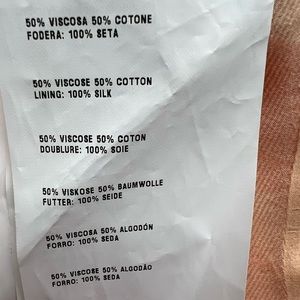 50% VISCOSA 50% COTONE
FODERA: 100% SETA
50% VISCOSE 50% COTTON
LINING: 100% SILK
50% VISCOSE 50% COTON
DOUBLURE: 100% SOIE
50% VISKOSE 50% BAUMWOLLE
FUTTER: 100% SEIDE
50% VISCOSA 50% ALGODÓN
FORRO: 100% SEDA
50% VISCOSE 50% ALGODÃO
FORRO: 100% SEDA